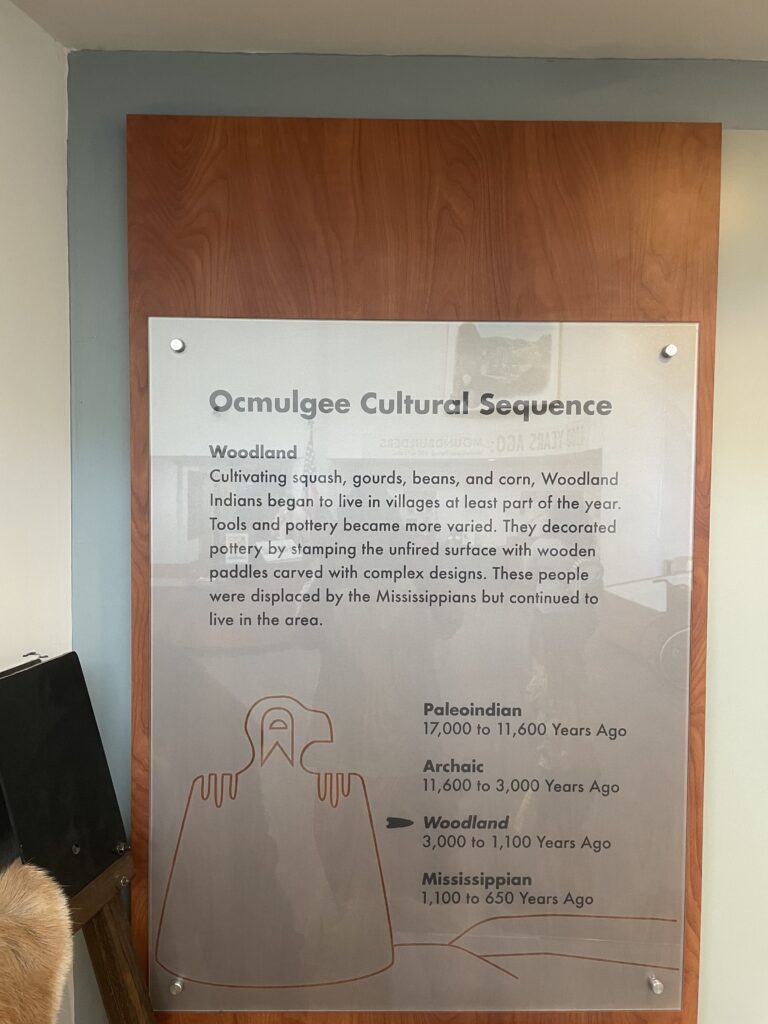 Ocmulgee Cultural Sequence
Woodland
Cultivating squash, gourds, beans, and corn, Woodland
Indians began to live in villages at least part of the year.
Tools and pottery became more varied. They decorated
pottery by stamping the unfired surface with wooden
paddles carved with complex designs. These people
were displaced by the Mississippians but continued to
live in the area.
Paleoindian
17,000 to 11,600 Years Ago
Archaic
11,600 to 3,000 Years Ago
Woodland
3,000 to 1,100 Years Ago
Mississippian
1,100 to 650 Years Ago